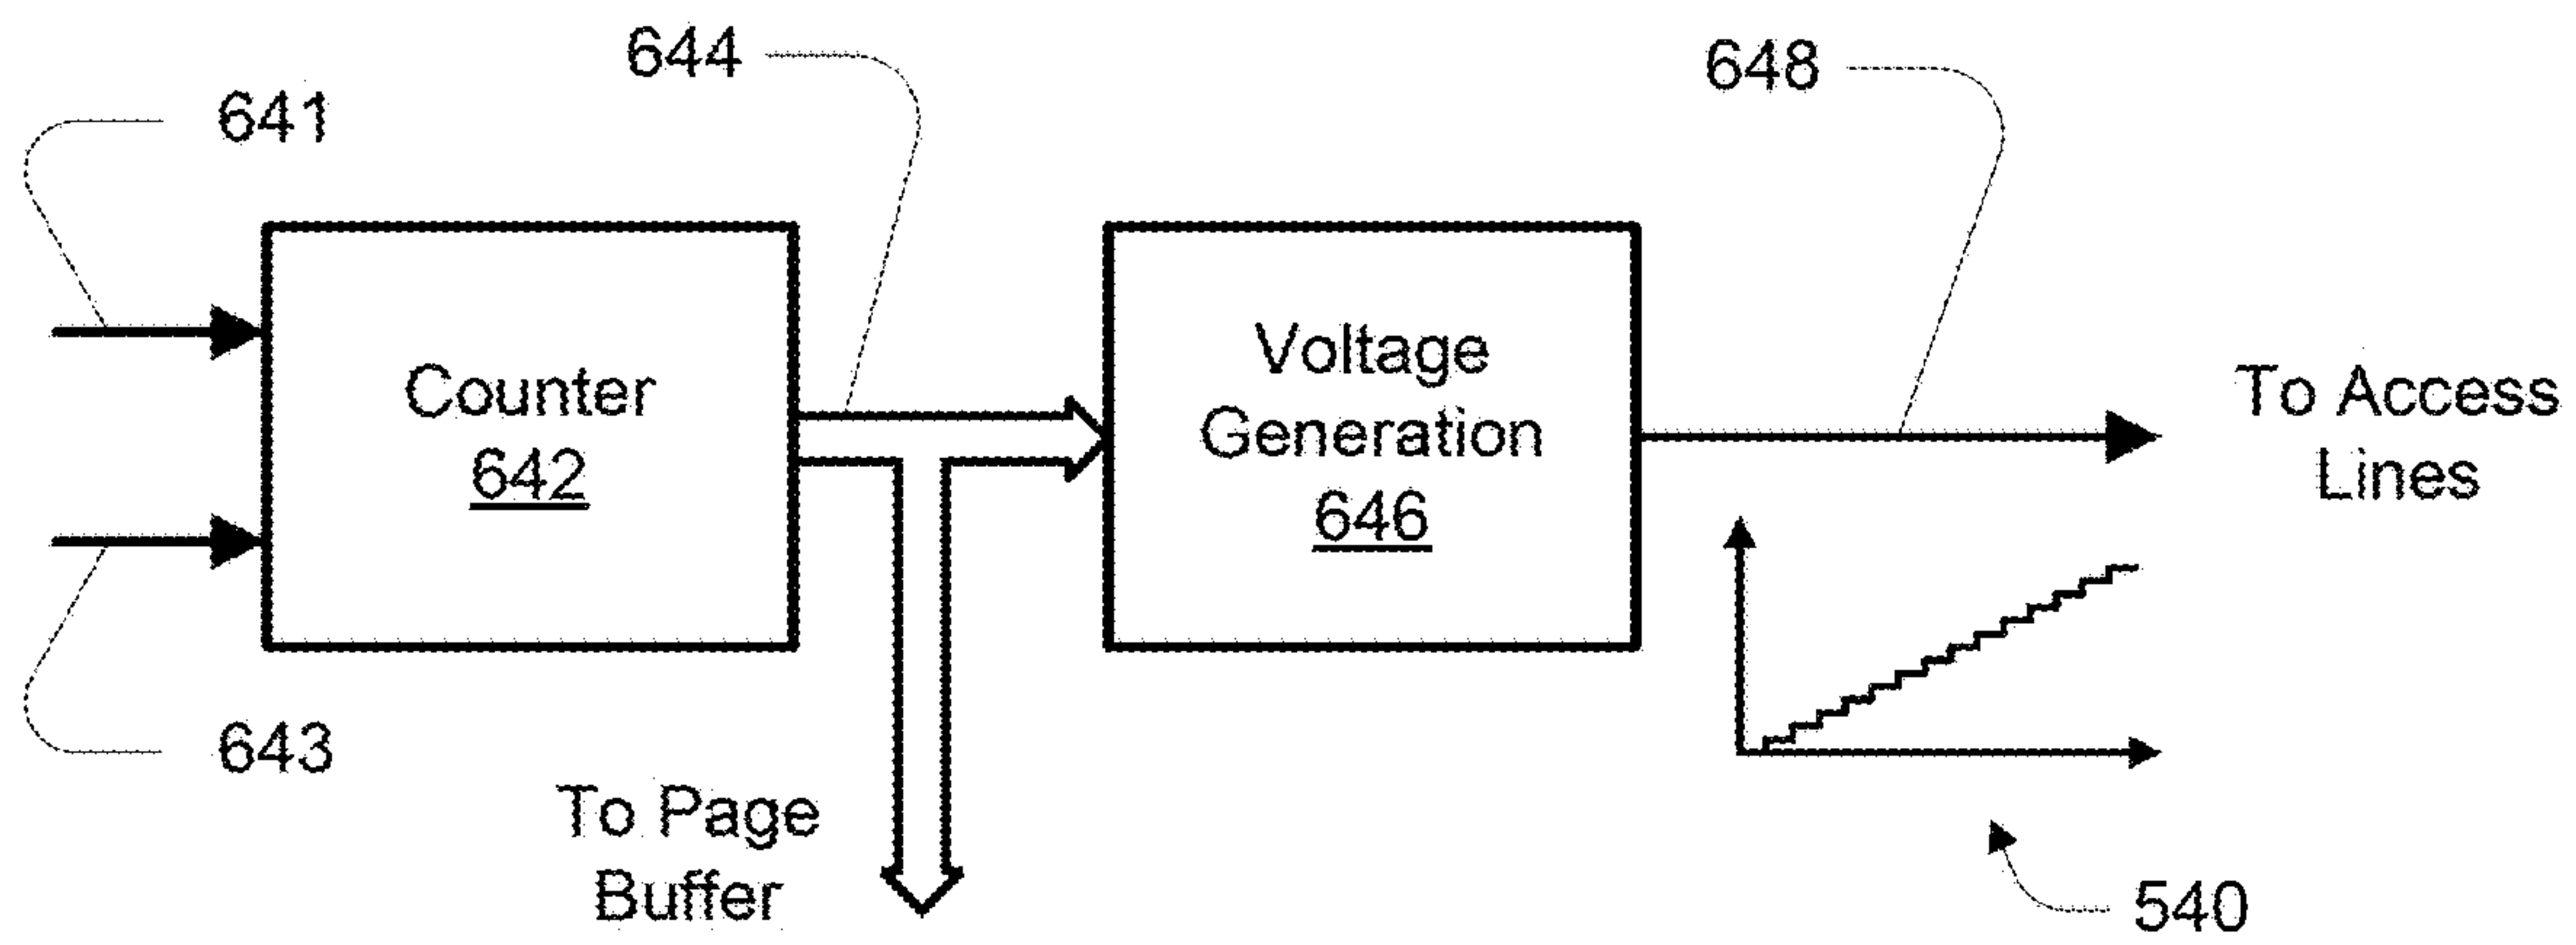 644
648
641
Counter
642
Voltage
Generation
646
To Access
Lines
643
To Page
Buffer
540